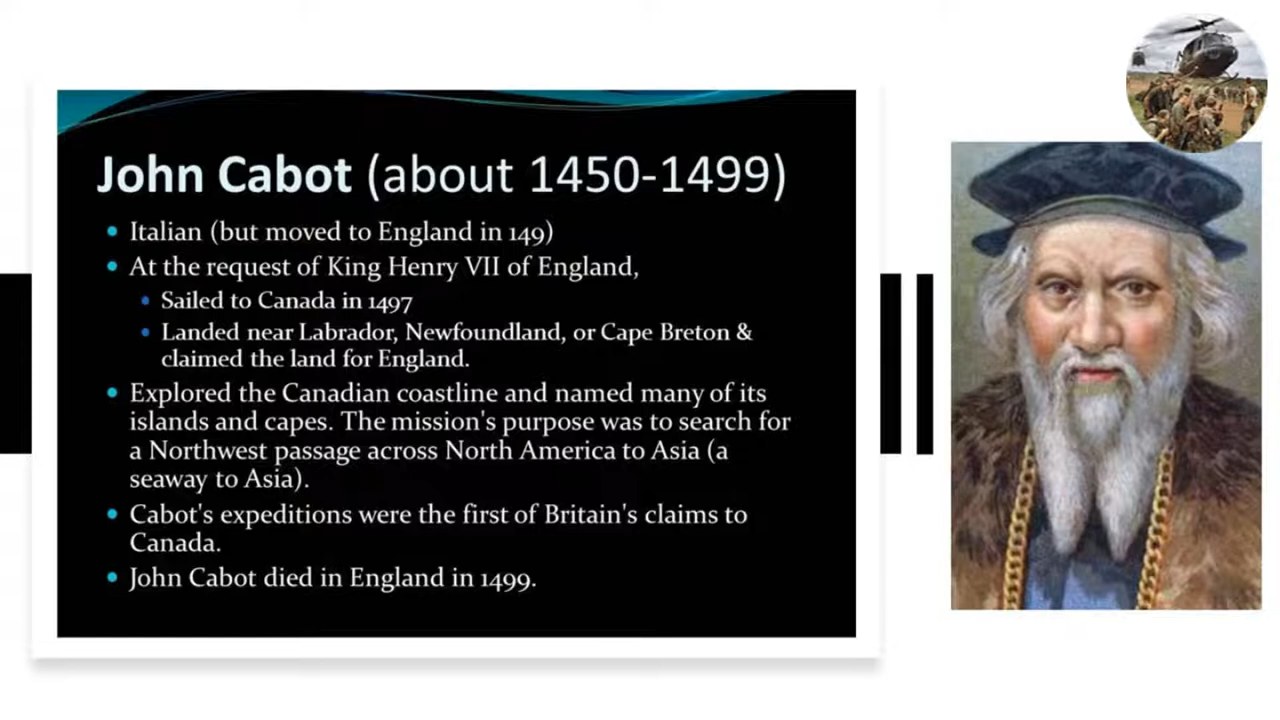 John Cabot (about 1450-1499)
Italian (but moved to England in 149)
At the request of King Henry VII of England,
Sailed to Canada in 1497
Landed near Labrador, Newfoundland, or Cape Breton &
claimed the land for England.
Explored the Canadian coastline and named many of its
islands and capes. The mission's purpose was to search for
a Northwest passage across North America to Asia (a
seaway to Asia).
Cabot's expeditions were the first of Britain's claims to
Canada.
John Cabot died in England in 1499.